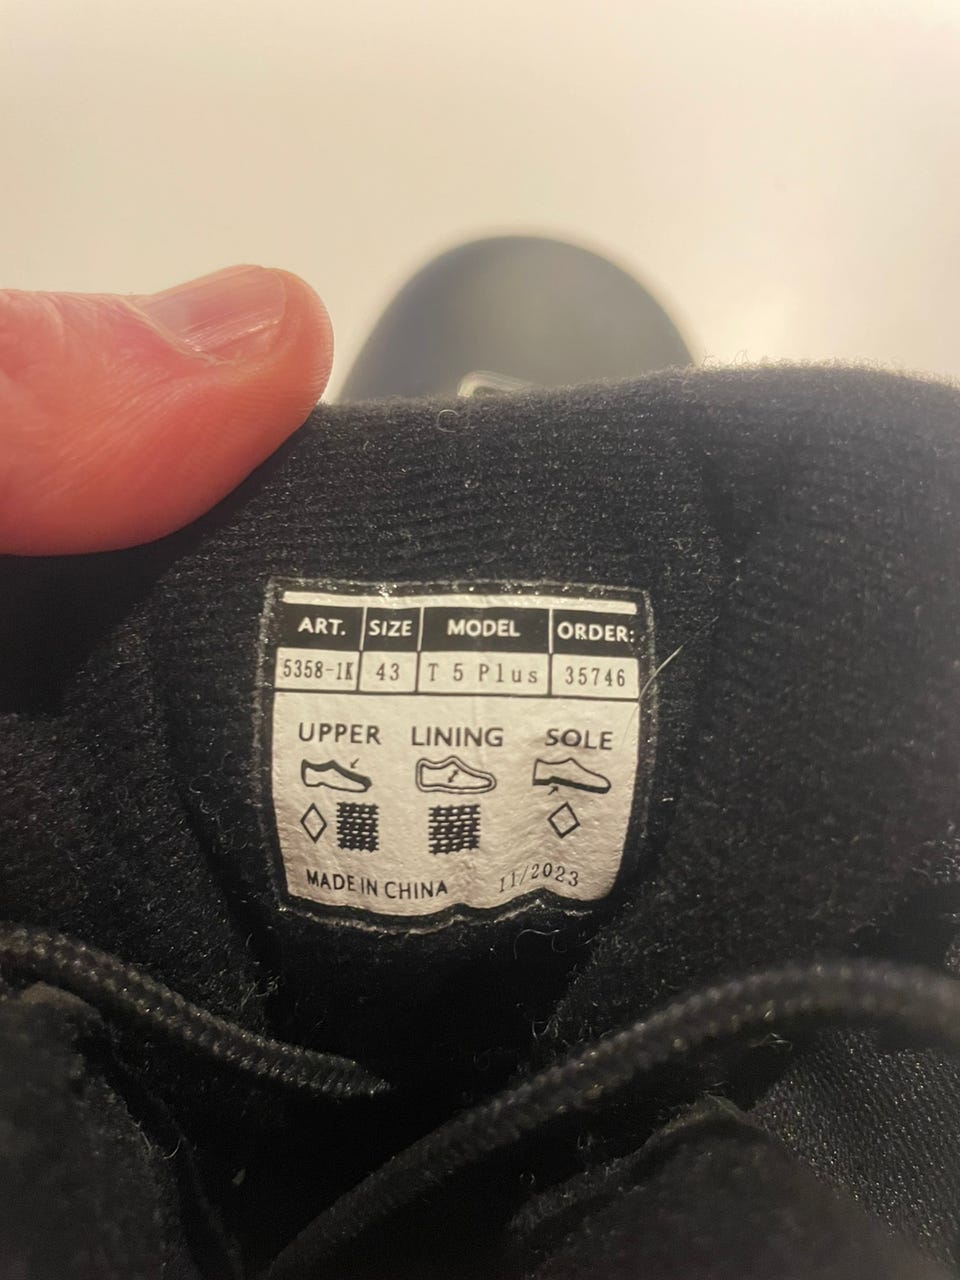 ART. SIZE MODEL ORDER:
5358-1K 43 T 5 Plus 35746
UPPER LINING SOLE
MADE IN CHINA 11/2023